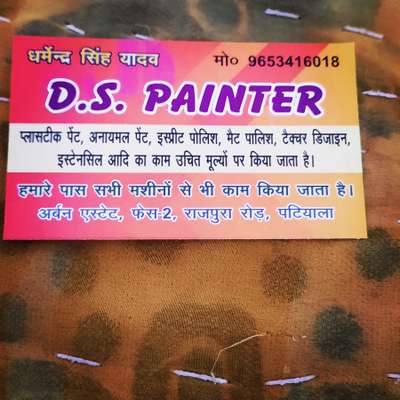 धर्मेन्द्र सिंह यादव मो० 9653416018
D.S. PAINTER
प्लासटीक पेंट, अनायमल पेंट, इस्प्रीट पोलिश, मैट पालिश, टैक्चर डिजाइन,
इस्टेनसिल आदि का काम उचित मूल्यों पर किया जाता है।
हमारे पास सभी मशीनों से भी काम किया जाता है।
अर्बन एस्टेट, फेस-2, राजपुरा रोड़, पटियाला